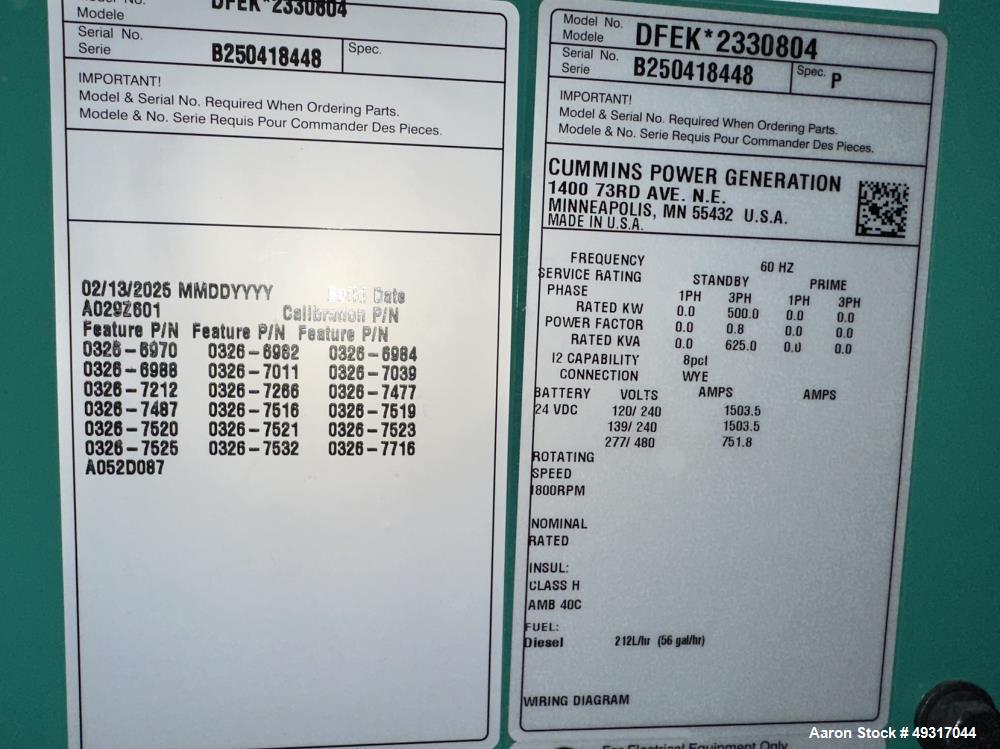 Modele
DFEK*2330804
Serial No.
Serie
B250418448
Spec.
IMPORTANT!
Model & Serial No. Required When Ordering Parts.
Modele & No. Serie Requis Pour Commander Des Pieces.
02/13/2025 MMDDYYYY Build Date
A029Z601 Calibration P/N
Feature P/N Feature P/N Feature P/N
0326-6970 0326-6982 0326-6984
0326-6988 0326-7011 0326-7039
0326-7212 0326-7266 0326-7477
0326-7487 0326-7516 0326-7519
0326-7520 0326-7521 0326-7523
0326-7525 0326-7532 0326-7716
A052D087
Model No.
Modele
DFEK*2330804
Serial No.
Serie
B250418448
Spec. P
IMPORTANT!
Model & Serial No. Required When Ordering Parts.
Modele & No. Serie Requis Pour Commander Des Pieces.
CUMMINS POWER GENERATION
1400 73RD AVE. N.E.
MINNEAPOLIS, MN 55432 U.S.A.
MADE IN U.S.A.
FREQUENCY 60 HZ
SERVICE RATING STANDBY PRIME
PHASE 1PH 3PH 1PH 3PH
RATED KW 0.0 500.0 0.0 0.0
POWER FACTOR 0.0 0.8 0.0 0.0
RATED KVA 0.0 625.0 0.0 0.0
I2 CAPABILITY 8pct
CONNECTION WYE
BATTERY VOLTS AMPS AMPS
24 VDC 120/ 240 1503.5
139/ 240 1503.5
277/ 480 751.8
ROTATING
SPEED
1800RPM
NOMINAL
RATED
INSUL:
CLASS H
AMB 40C
FUEL:
Diesel 212L/hr (56 gal/hr)
WIRING DIAGRAM
For Electrical Equipment Only
Aaron Stock # 49317044